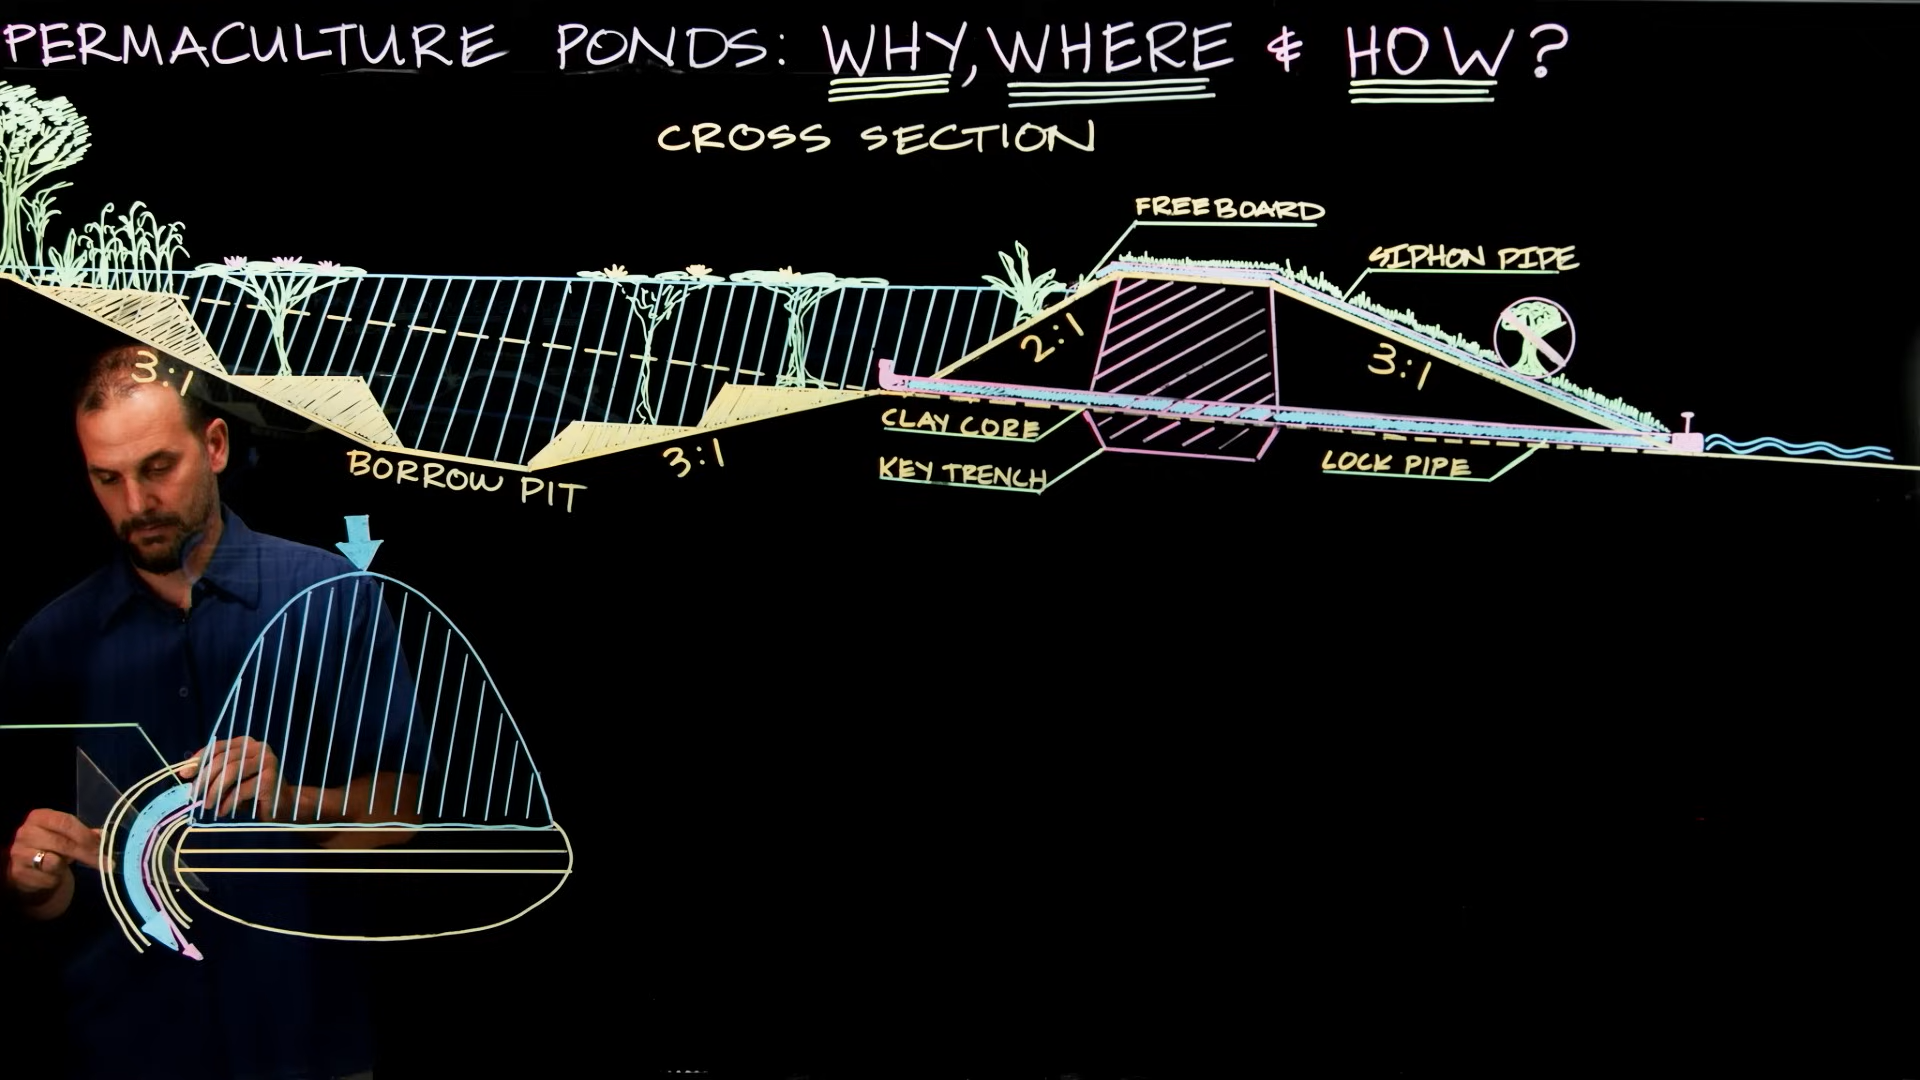 PERMACULTURE PONDS: WHY, WHERE & HOW?
CROSS SECTION
FREEBOARD
SIPHON PIPE
2:1
3:1
3:1
CLAY CORE
3:1
BORROW PIT
KEY TRENCH
LOCK PIPE